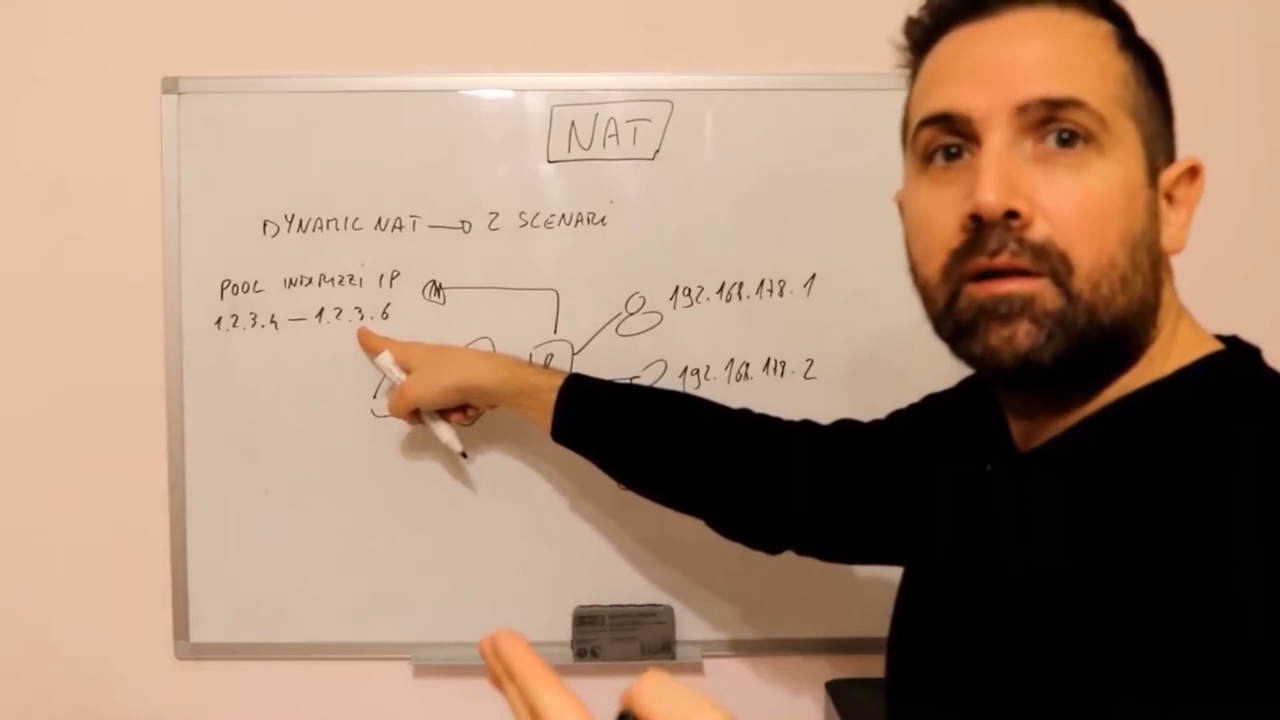 NAT
DYNAMIC NAT → 2 SCENARI
POOL INDIRIZZI IP
1.2.3.4 — 1.2.3.6
192.168.178.1
192.168.178.2